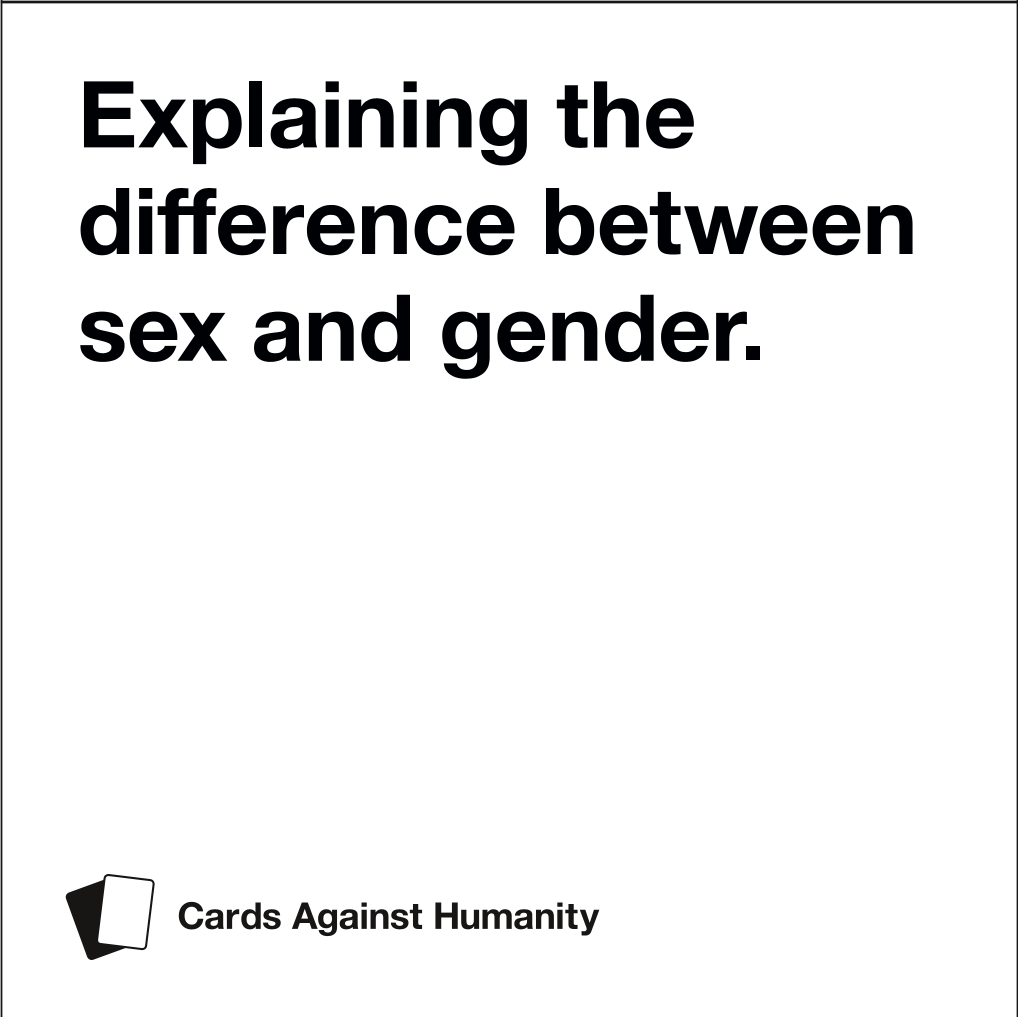 Explaining the
difference between
sex and gender.
Cards Against Humanity